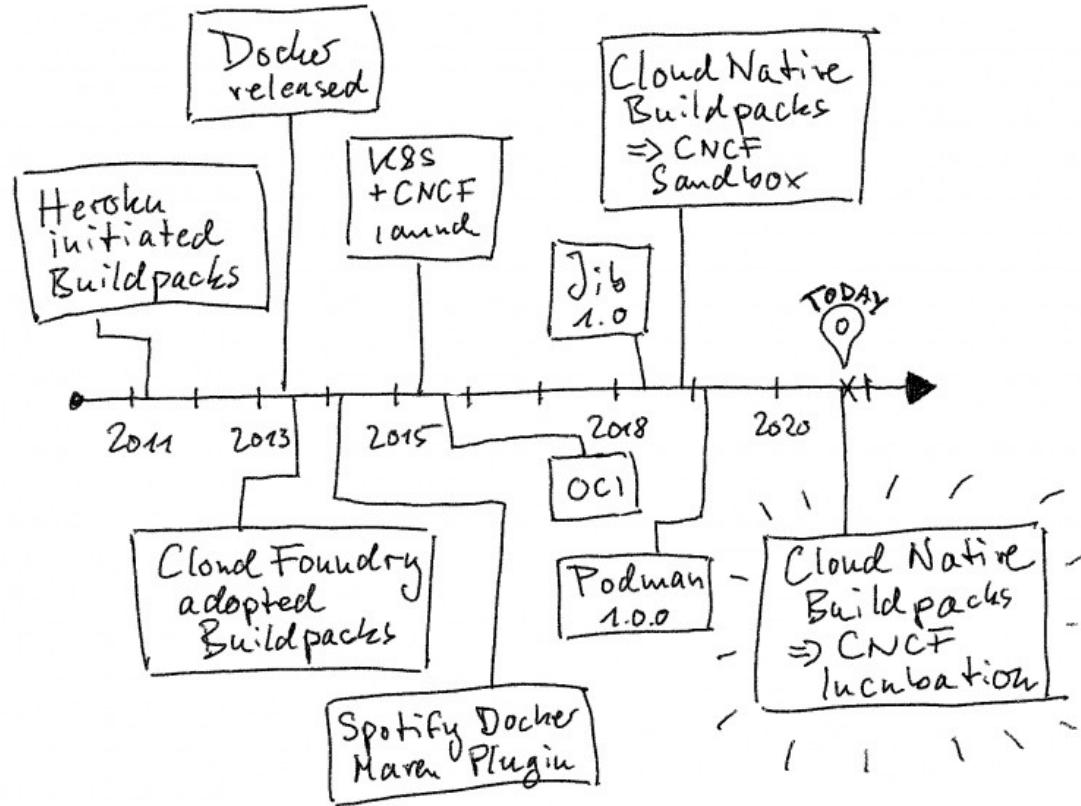 Docker
released
Cloud Native
Buildpacks
=> CNCF
Sandbox
K8S
+ CNCF
launch
Heroku
initiated
Buildpacks
Jib
1.0
TODAY
2011
2013
2015
2018
2020
OCI
Cloud Foundry
adopted
Buildpacks
Podman
1.0.0
Cloud Native
Buildpacks
=> CNCF
Incubation
Spotify Docker
Maven Plugin